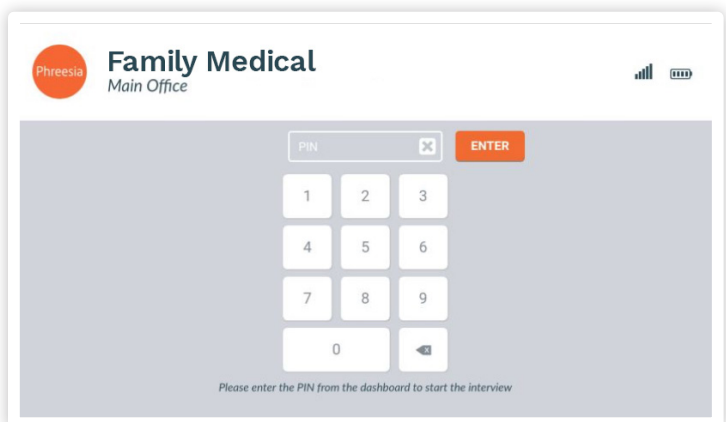 Phreesia
Family Medical
Main Office
PIN
ENTER
1 2 3
4 5 6
7 8 9
0
Please enter the PIN from the dashboard to start the interview